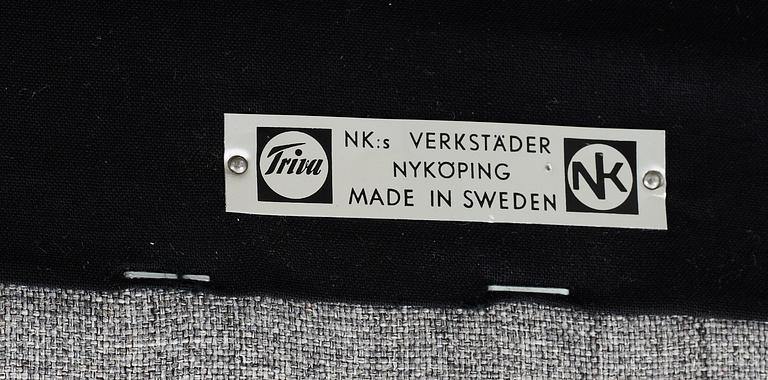 Triva
NK:s VERKSTÄDER
NYKÖPING
MADE IN SWEDEN
NK